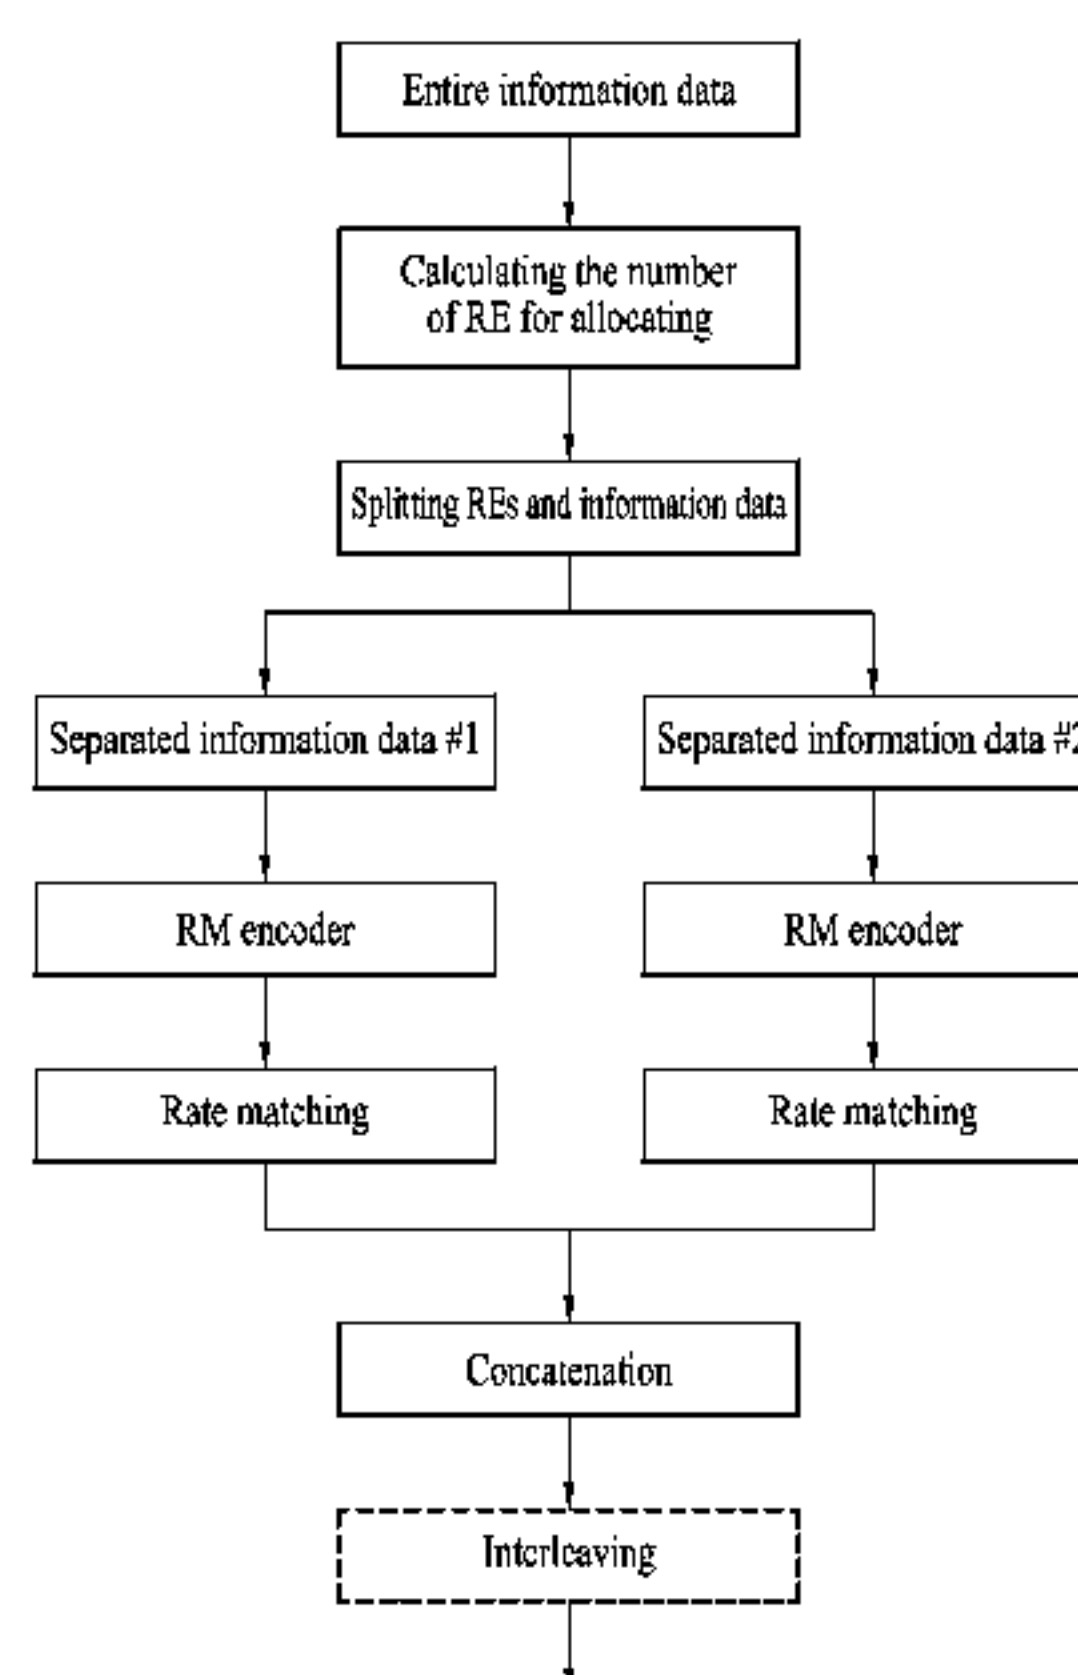 Entire information data
Calculating the number
of RE for allocating
Splitting REs and information data
Separated information data #1
Separated information data #2
RM encoder
RM encoder
Rate matching
Rate matching
Concatenation
Interleaving